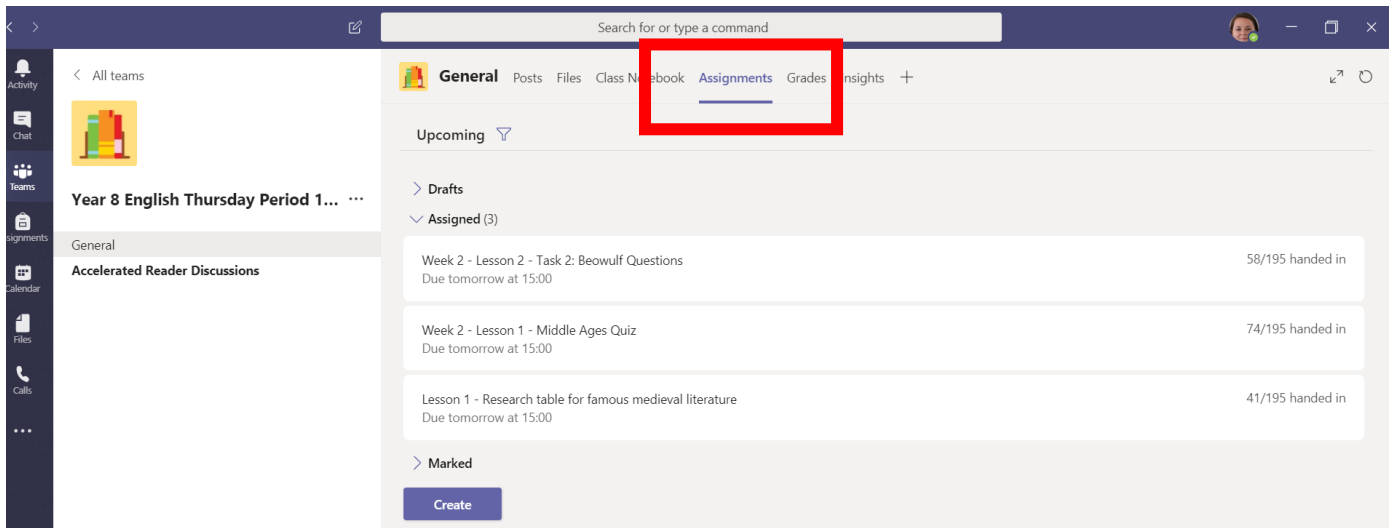 Search for or type a command
Activity
Chat
Teams
signments
Calendar
Files
Calls
All teams
Year 8 English Thursday Period 1...
General
Accelerated Reader Discussions
General Posts Files Class Notebook Assignments Grades Insights
Upcoming
Drafts
Assigned (3)
Week 2 - Lesson 2 - Task 2: Beowulf Questions 58/195 handed in
Due tomorrow at 15:00
Week 2 - Lesson 1 - Middle Ages Quiz 74/195 handed in
Due tomorrow at 15:00
Lesson 1 - Research table for famous medieval literature 41/195 handed in
Due tomorrow at 15:00
Marked
Create